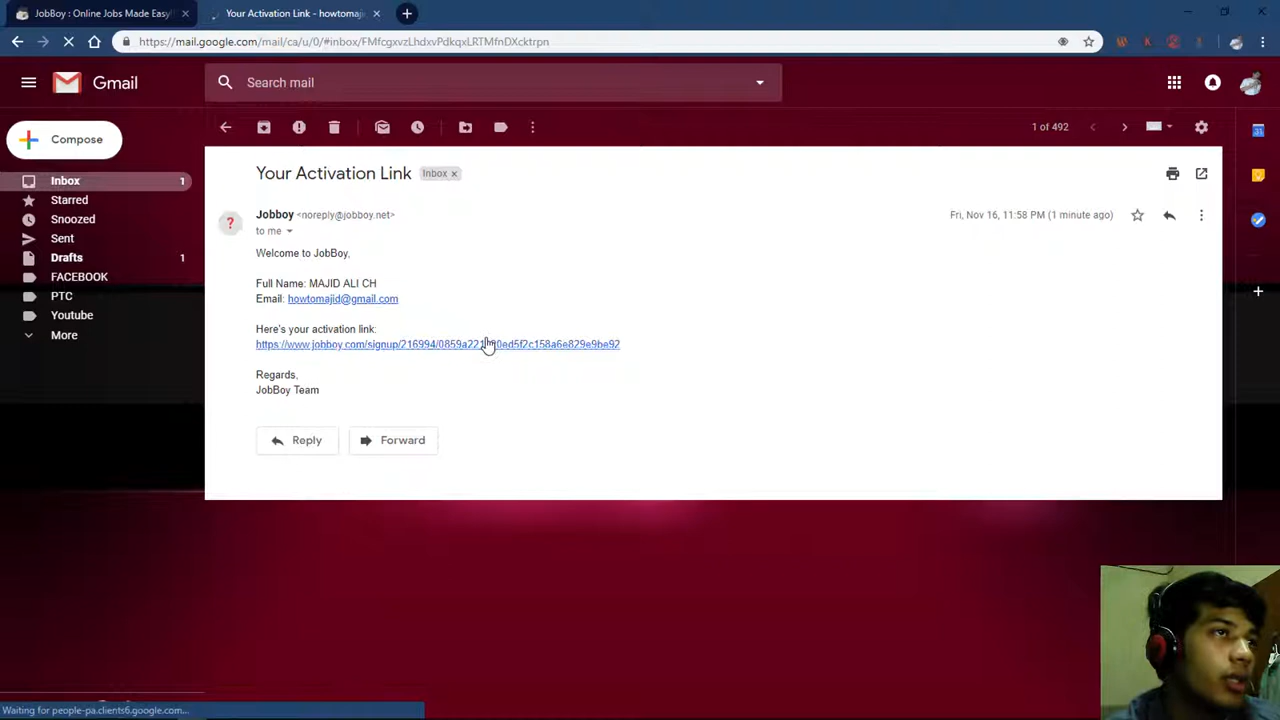 JobBoy : Online Jobs Made Easy
Your Activation Link - howtomaj
https://mail.google.com/mail/ca/u/0/#inbox/FMfcgxvzLhdxvPdkqxLRTMfnDXcktrpn
Gmail
Search mail
Compose
1 of 492
Inbox 1
Starred
Snoozed
Sent
Drafts 1
FACEBOOK
PTC
Youtube
More
Your Activation Link Inbox x
Jobboy <noreply@jobboy.net>
Fri, Nov 16, 11:58 PM (1 minute ago)
to me
Welcome to JobBoy,
Full Name: MAJID ALI CH
Email: howtomajid@gmail.com
Here's your activation link:
Regards,
JobBoy Team
Reply
Forward
Waiting for people-pa.clients6.google.com...